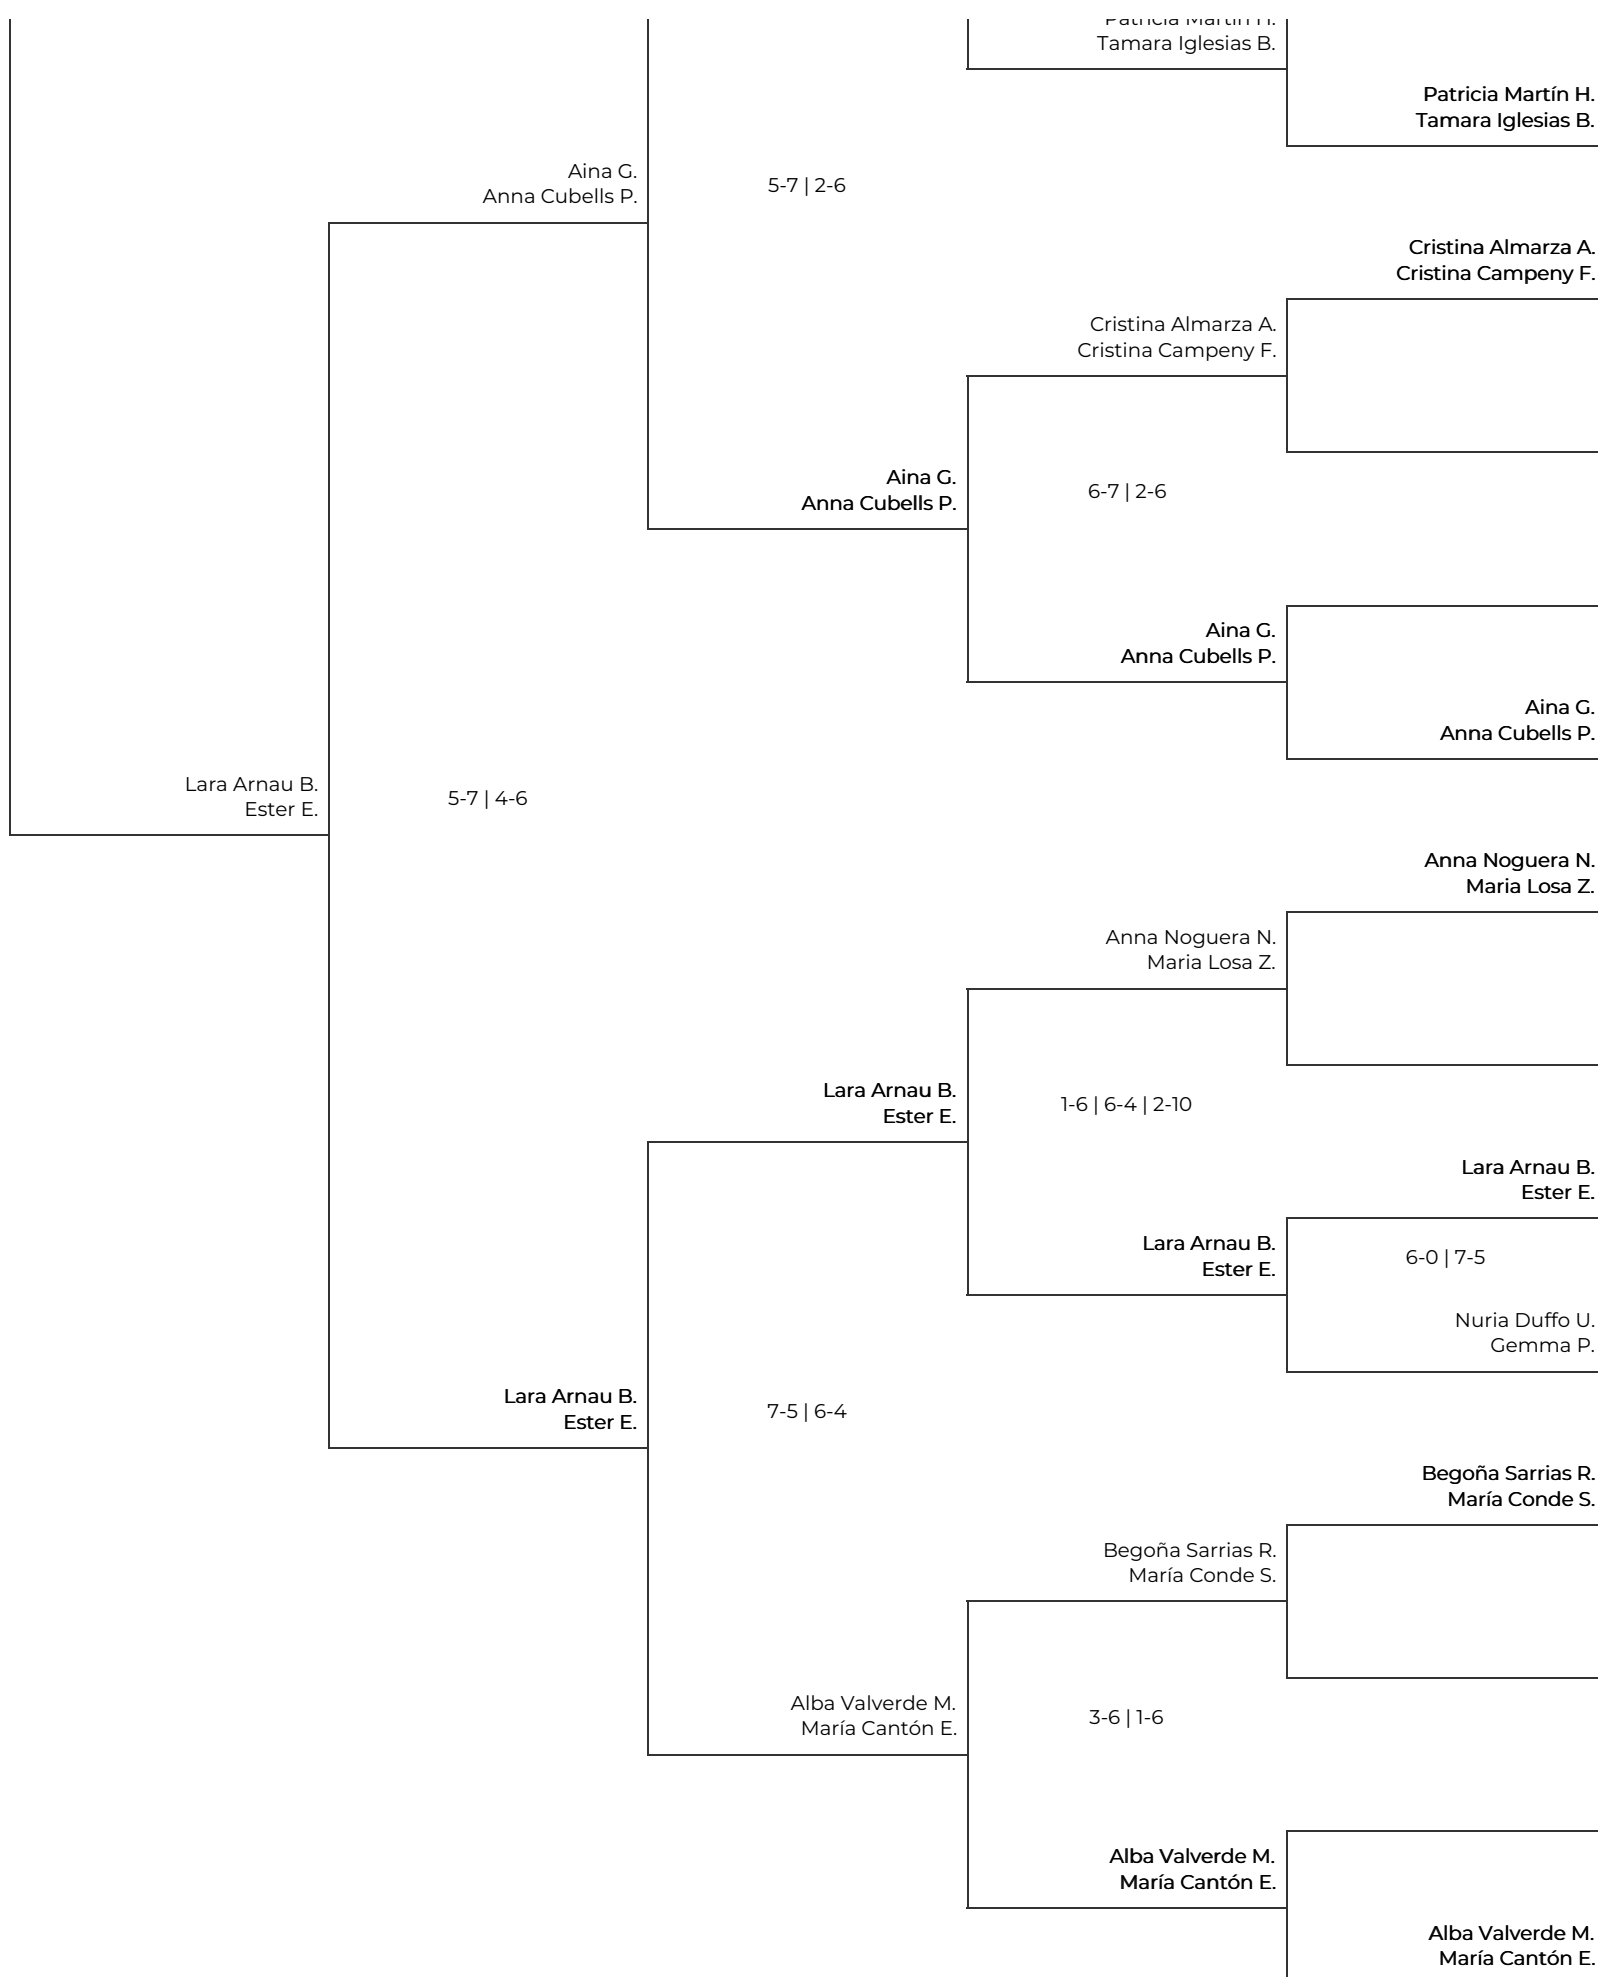 Patricia Martín H.
Tamara Iglesias B.
Patricia Martín H.
Tamara Iglesias B.
Aina G.
Anna Cubells P.
5-7 | 2-6
Cristina Almarza A.
Cristina Campeny F.
Cristina Almarza A.
Cristina Campeny F.
Aina G.
Anna Cubells P.
6-7 | 2-6
Aina G.
Anna Cubells P.
Aina G.
Anna Cubells P.
Lara Arnau B.
Ester E.
5-7 | 4-6
Anna Noguera N.
Maria Losa Z.
Anna Noguera N.
Maria Losa Z.
Lara Arnau B.
Ester E.
1-6 | 6-4 | 2-10
Lara Arnau B.
Ester E.
Lara Arnau B.
Ester E.
6-0 | 7-5
Nuria Duffo U.
Gemma P.
Lara Arnau B.
Ester E.
7-5 | 6-4
Begoña Sarrias R.
María Conde S.
Begoña Sarrias R.
María Conde S.
Alba Valverde M.
María Cantón E.
3-6 | 1-6
Alba Valverde M.
María Cantón E.
Alba Valverde M.
María Cantón E.